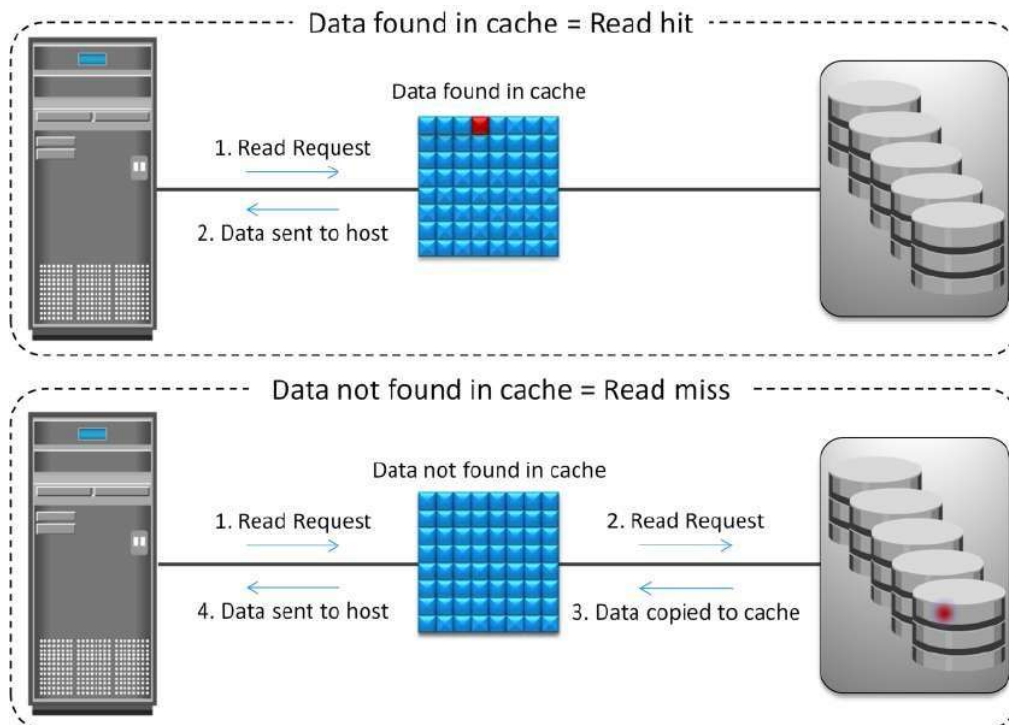 Data found in cache = Read hit
Data found in cache
1. Read Request
2. Data sent to host
Data not found in cache = Read miss
Data not found in cache
1. Read Request
2. Read Request
4. Data sent to host
3. Data copied to cache